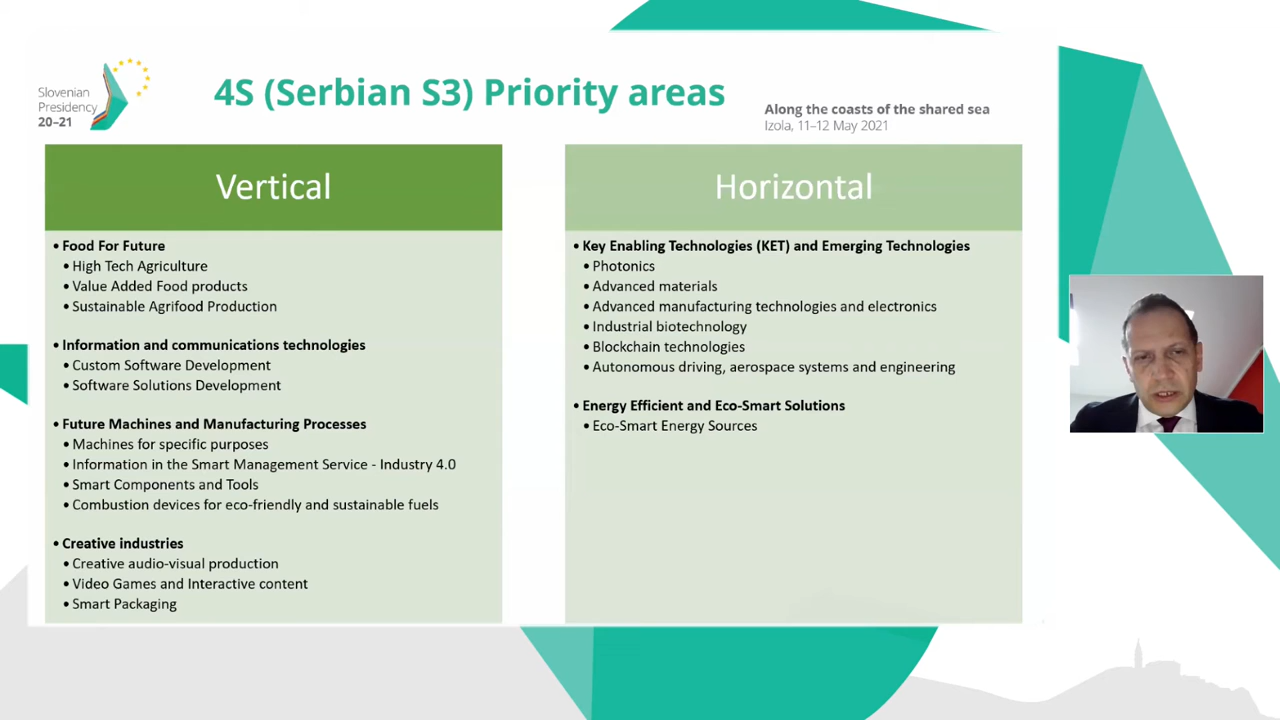 Slovenian
Presidency
20–21
4S (Serbian S3) Priority areas
Along the coasts of the shared sea
Izola, 11–12 May 2021
Vertical
• Food For Future
• High Tech Agriculture
• Value Added Food products
• Sustainable Agrifood Production
• Information and communications technologies
• Custom Software Development
• Software Solutions Development
• Future Machines and Manufacturing Processes
• Machines for specific purposes
• Information in the Smart Management Service - Industry 4.0
• Smart Components and Tools
• Combustion devices for eco-friendly and sustainable fuels
• Creative industries
• Creative audio-visual production
• Video Games and Interactive content
• Smart Packaging
Horizontal
• Key Enabling Technologies (KET) and Emerging Technologies
• Photonics
• Advanced materials
• Advanced manufacturing technologies and electronics
• Industrial biotechnology
• Blockchain technologies
• Autonomous driving, aerospace systems and engineering
• Energy Efficient and Eco-Smart Solutions
• Eco-Smart Energy Sources